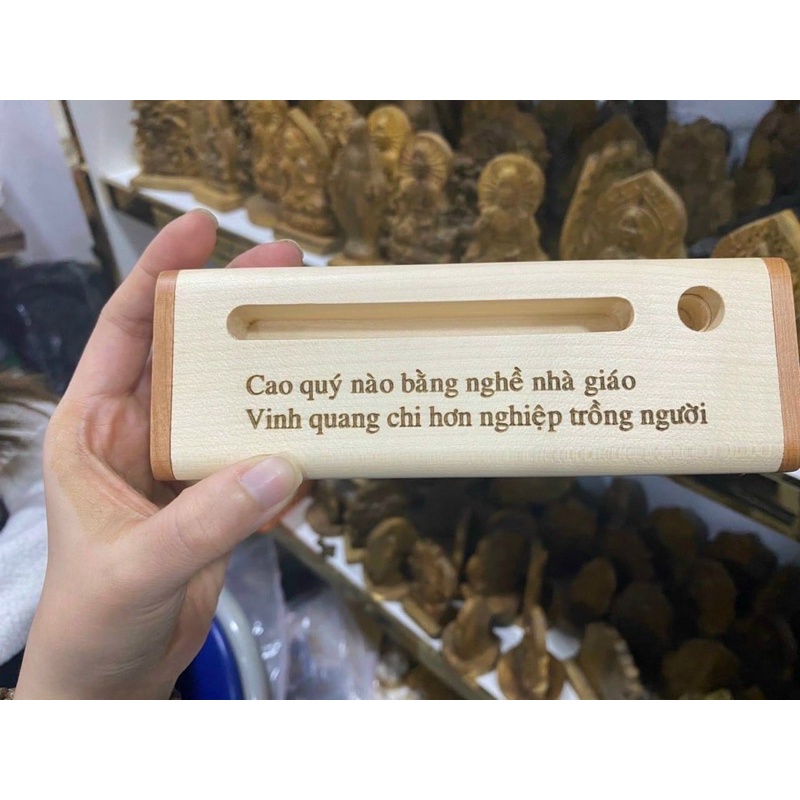 Cao quý nào bằng nghề nhà giáo
Vinh quang chi hơn nghiệp trồng người